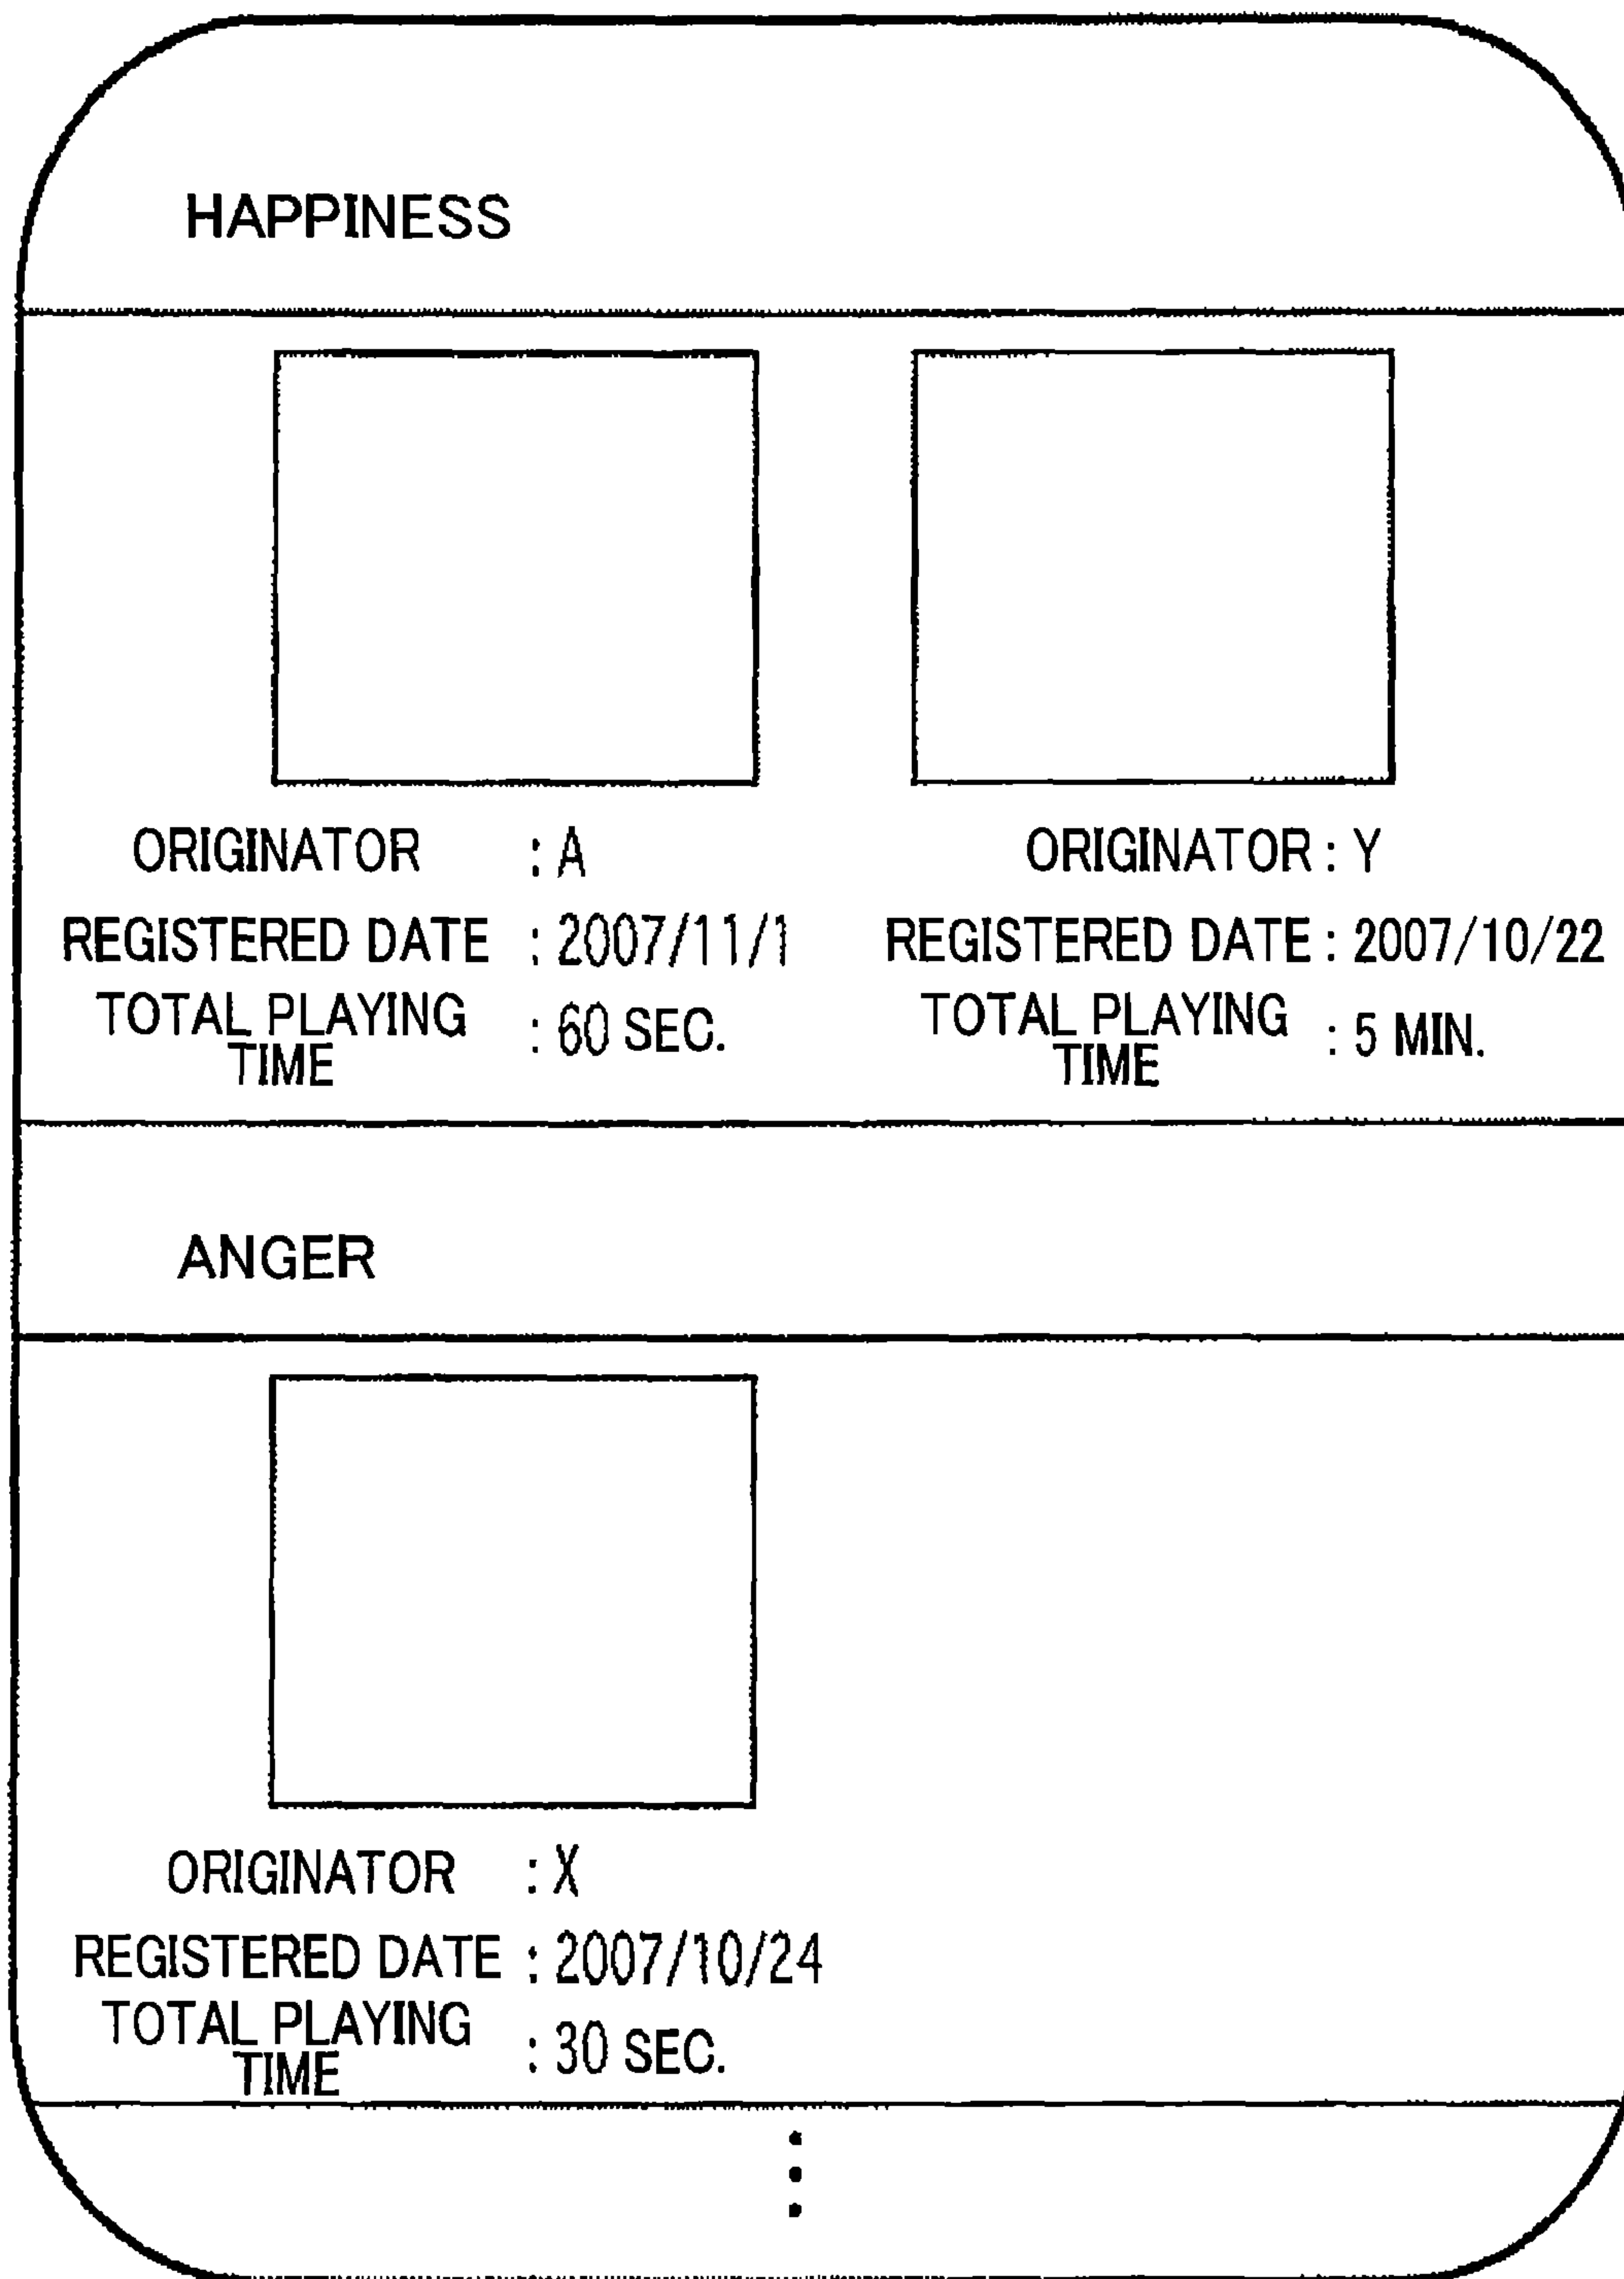 HAPPINESS
ORIGINATOR : A
REGISTERED DATE : 2007/11/1
TOTAL PLAYING TIME : 60 SEC.
ORIGINATOR : Y
REGISTERED DATE : 2007/10/22
TOTAL PLAYING TIME : 5 MIN.
ANGER
ORIGINATOR : X
REGISTERED DATE : 2007/10/24
TOTAL PLAYING TIME : 30 SEC.